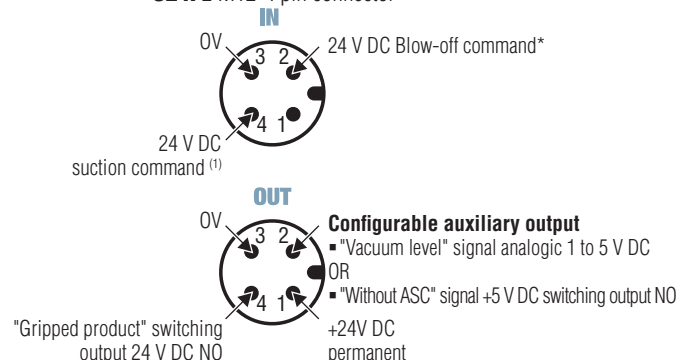 IN
0V
24 V DC Blow-off command*
3 2
4 1
24 V DC
suction command (1)
OUT
0V
Configurable auxiliary output
3 2
▪ "Vacuum level" signal analogic 1 to 5 V DC
OR
▪ "Without ASC" signal +5 V DC switching output NO
4 1
"Gripped product" switching
output 24 V DC NO
+24V DC
permanent